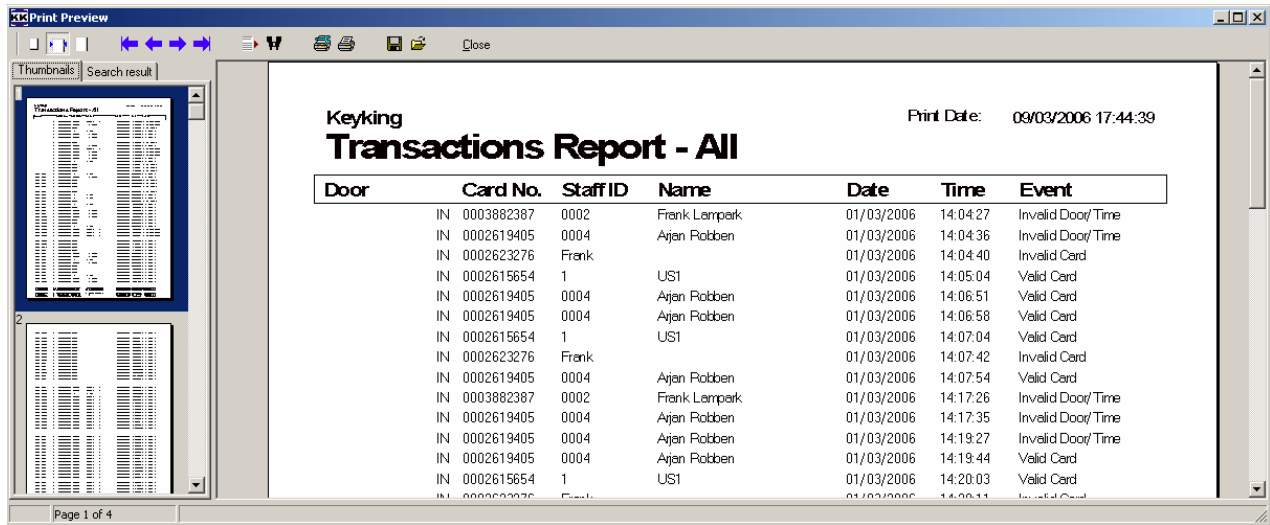 Print Preview
Close
Thumbnails Search result
1
2
Keyking Print Date: 09/03/2006 17:44:39
Transactions Report - All
Door Card No. Staff ID Name Date Time Event
IN 0003882387 0002 Frank Lampark 01/03/2006 14:04:27 Invalid Door/Time
IN 0002619405 0004 Arjan Robben 01/03/2006 14:04:36 Invalid Door/Time
IN 0002623276 Frank 01/03/2006 14:04:40 Invalid Card
IN 0002615654 1 US1 01/03/2006 14:05:04 Valid Card
IN 0002619405 0004 Arjan Robben 01/03/2006 14:06:51 Valid Card
IN 0002619405 0004 Arjan Robben 01/03/2006 14:06:58 Valid Card
IN 0002615654 1 US1 01/03/2006 14:07:04 Valid Card
IN 0002623276 Frank 01/03/2006 14:07:42 Invalid Card
IN 0002619405 0004 Arjan Robben 01/03/2006 14:07:54 Valid Card
IN 0003882387 0002 Frank Lampark 01/03/2006 14:17:26 Invalid Door/Time
IN 0002619405 0004 Arjan Robben 01/03/2006 14:17:35 Invalid Door/Time
IN 0002619405 0004 Arjan Robben 01/03/2006 14:19:27 Invalid Door/Time
IN 0002619405 0004 Arjan Robben 01/03/2006 14:19:44 Valid Card
IN 0002615654 1 US1 01/03/2006 14:20:03 Valid Card
Page 1 of 4